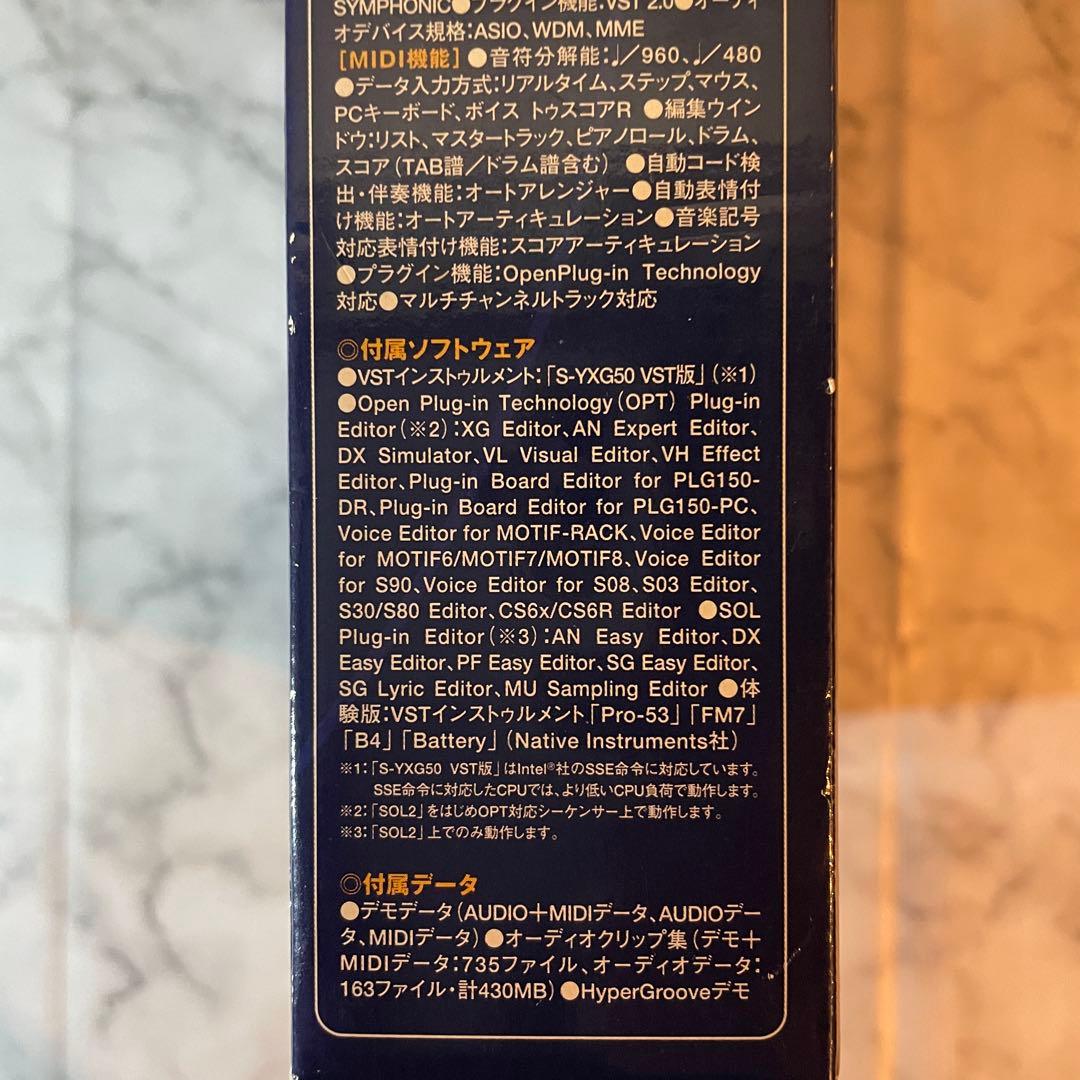 SYMPHONIC●プラグイン機能:VST 2.0●オーディ
オデバイス規格:ASIO、WDM、MME
[MIDI機能] ●音符分解能:♩／960、♩／480
●データ入力方式:リアルタイム、ステップ、マウス、
PCキーボード、ボイス トゥスコアR ●編集ウイン
ドウ:リスト、マスタートラック、ピアノロール、ドラム、
スコア(TAB譜／ドラム譜含む) ●自動コード検
出・伴奏機能:オートアレンジャー●自動表情付
け機能:オートアーティキュレーション●音楽記号
対応表情付け機能:スコアアーティキュレーション
●プラグイン機能:OpenPlug-in Technology
対応●マルチチャンネルトラック対応
◎付属ソフトウェア
●VSTインストゥルメント:「S-YXG50 VST版」(※1)
●Open Plug-in Technology(OPT) Plug-in
Editor(※2):XG Editor、AN Expert Editor、
DX Simulator、VL Visual Editor、VH Effect
Editor、Plug-in Board Editor for PLG150-
DR、Plug-in Board Editor for PLG150-PC、
Voice Editor for MOTIF-RACK、Voice Editor
for MOTIF6/MOTIF7/MOTIF8、Voice Editor
for S90、Voice Editor for S08、S03 Editor、
S30/S80 Editor、CS6x/CS6R Editor ●SOL
Plug-in Editor(※3):AN Easy Editor、DX
Easy Editor、PF Easy Editor、SG Easy Editor、
SG Lyric Editor、MU Sampling Editor ●体
験版:VSTインストゥルメント「Pro-53」「FM7」
「B4」「Battery」(Native Instruments社)
※1:「S-YXG50 VST版」はIntel®社のSSE命令に対応しています。
SSE命令に対応したCPUでは、より低いCPU負荷で動作します。
※2:「SOL2」をはじめOPT対応シーケンサー上で動作します。
※3:「SOL2」上でのみ動作します。
◎付属データ
●デモデータ(AUDIO＋MIDIデータ、AUDIOデー
タ、MIDIデータ) ●オーディオクリップ集(デモ＋
MIDIデータ:735ファイル、オーディオデータ:
163ファイル・計430MB) ●HyperGrooveデモ